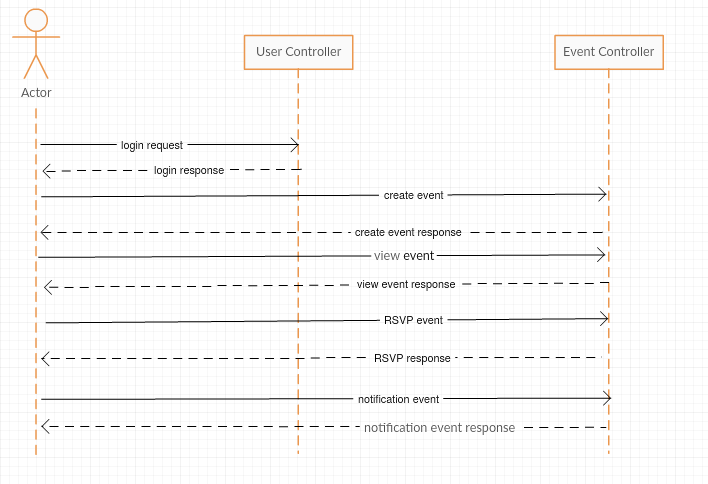 User Controller
Event Controller
Actor
login request
login response
create event
create event response
view event
view event response
RSVP event
RSVP response
notification event
notification event response